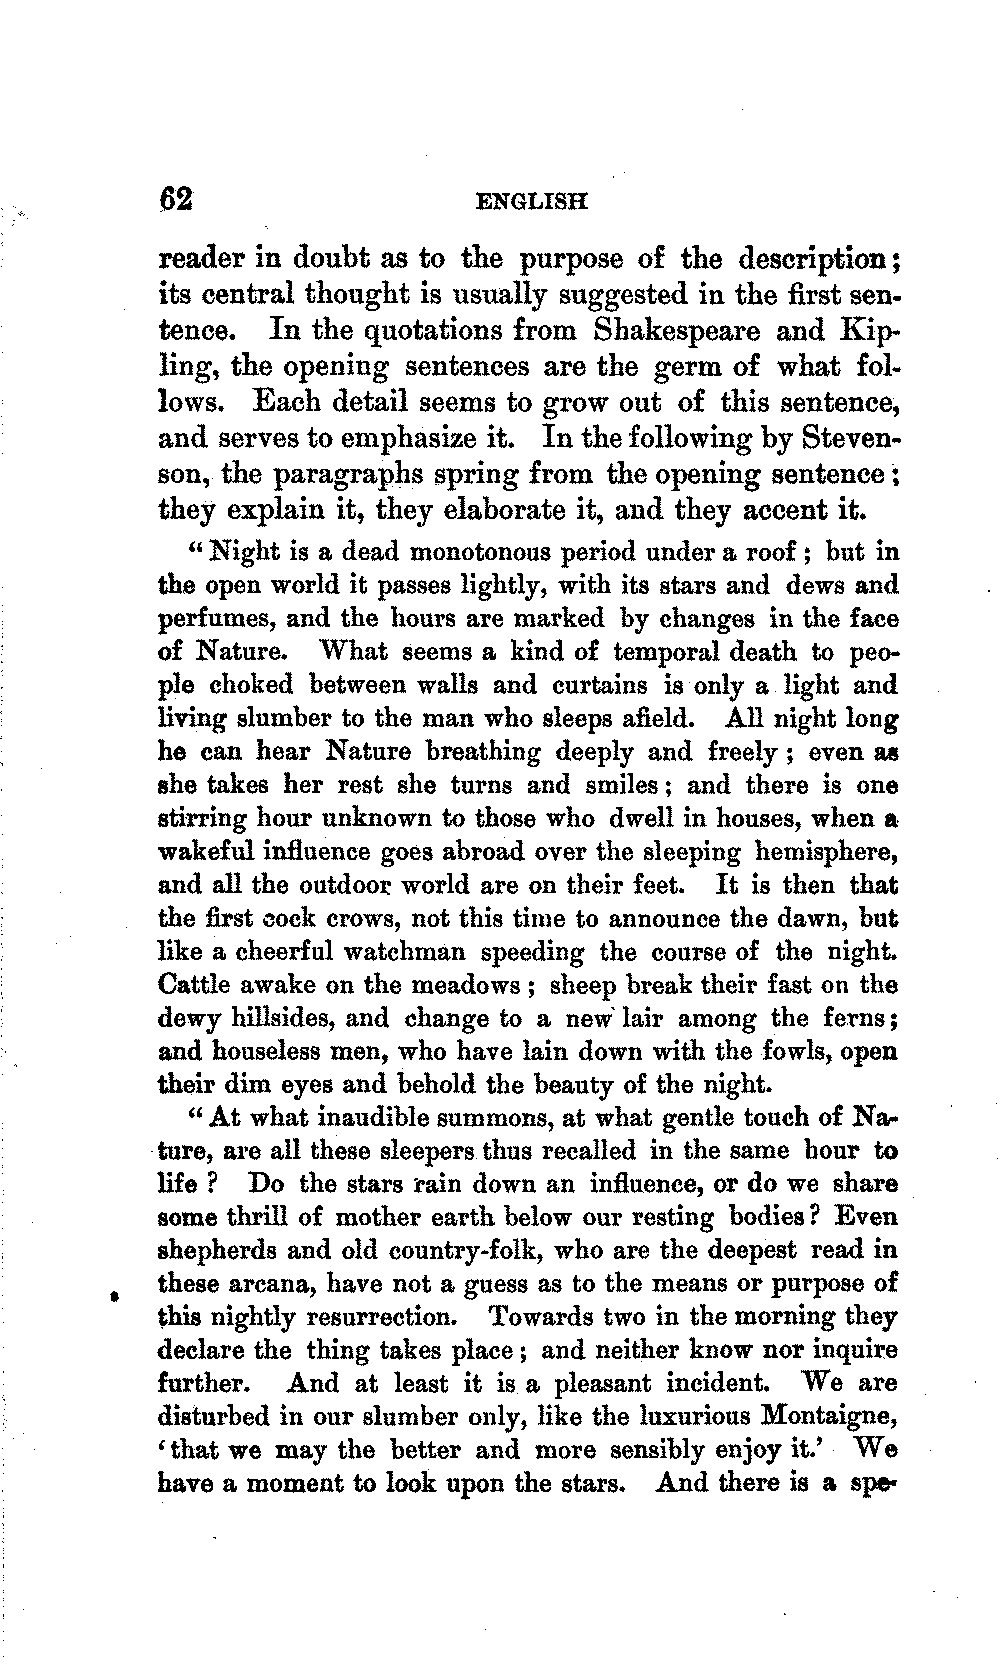 62 ENGLISH
reader in doubt as to the purpose of the description;
its central thought is usually suggested in the first sen-
tence. In the quotations from Shakespeare and Kip-
ling, the opening sentences are the germ of what fol-
lows. Each detail seems to grow out of this sentence,
and serves to emphasize it. In the following by Steven-
son, the paragraphs spring from the opening sentence;
they explain it, they elaborate it, and they accent it.
"Night is a dead monotonous period under a roof; but in
the open world it passes lightly, with its stars and dews and
perfumes, and the hours are marked by changes in the face
of Nature. What seems a kind of temporal death to peo-
ple choked between walls and curtains is only a light and
living slumber to the man who sleeps afield. All night long
he can hear Nature breathing deeply and freely; even as
she takes her rest she turns and smiles; and there is one
stirring hour unknown to those who dwell in houses, when a
wakeful influence goes abroad over the sleeping hemisphere,
and all the outdoor world are on their feet. It is then that
the first cock crows, not this time to announce the dawn, but
like a cheerful watchman speeding the course of the night.
Cattle awake on the meadows; sheep break their fast on the
dewy hillsides, and change to a new lair among the ferns;
and houseless men, who have lain down with the fowls, open
their dim eyes and behold the beauty of the night.
"At what inaudible summons, at what gentle touch of Na-
ture, are all these sleepers thus recalled in the same hour to
life? Do the stars rain down an influence, or do we share
some thrill of mother earth below our resting bodies? Even
shepherds and old country-folk, who are the deepest read in
these arcana, have not a guess as to the means or purpose of
this nightly resurrection. Towards two in the morning they
declare the thing takes place; and neither know nor inquire
further. And at least it is a pleasant incident. We are
disturbed in our slumber only, like the luxurious Montaigne,
'that we may the better and more sensibly enjoy it.' We
have a moment to look upon the stars. And there is a spe-